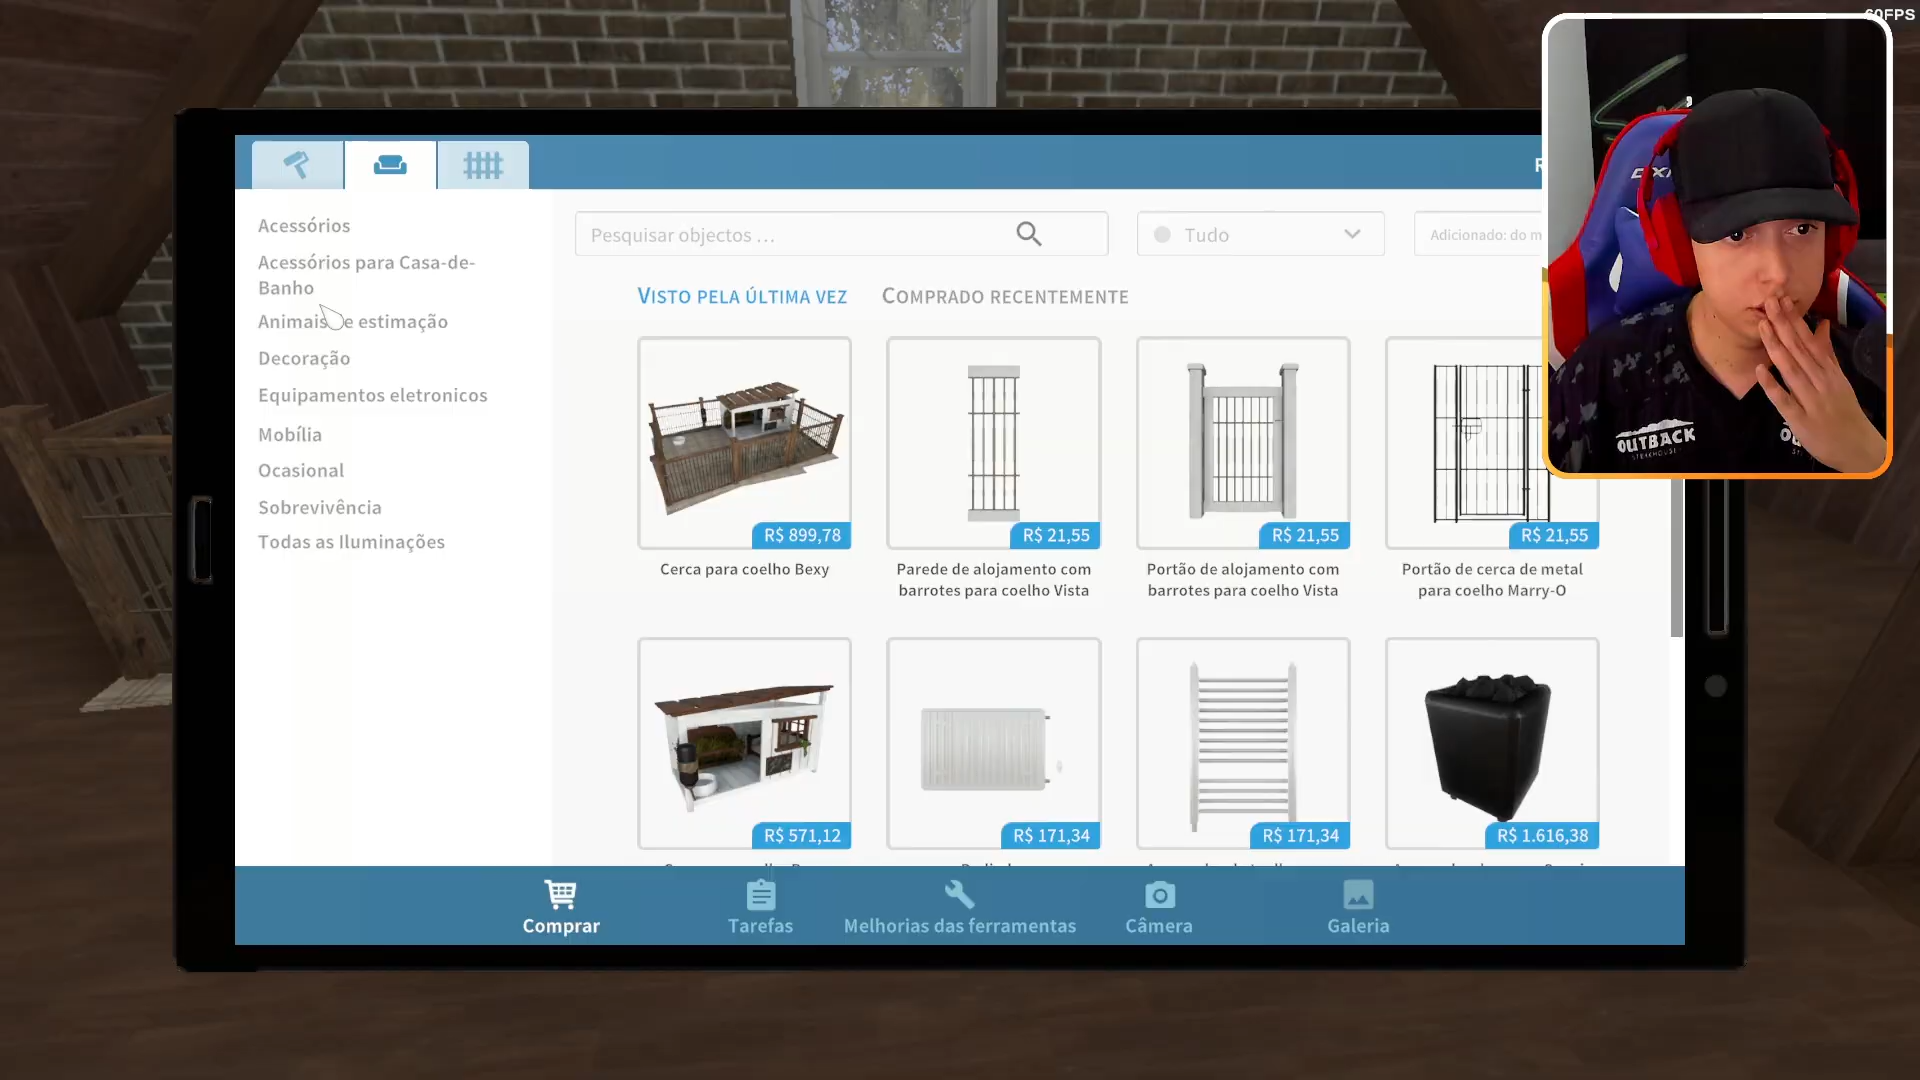 60FPS
Acessórios
Acessórios para Casa-de-
Banho
Animais de estimação
Decoração
Equipamentos eletronicos
Mobília
Ocasional
Sobrevivência
Todas as Iluminações
Pesquisar objectos ...
Tudo
Adicionado: do m
VISTO PELA ÚLTIMA VEZ
COMPRADO RECENTEMENTE
R$ 899,78
R$ 21,55
R$ 21,55
R$ 21,55
Cerca para coelho Bexy
Parede de alojamento com
barrotes para coelho Vista
Portão de alojamento com
barrotes para coelho Vista
Portão de cerca de metal
para coelho Marry-O
R$ 571,12
R$ 171,34
R$ 171,34
R$ 1.616,38
Comprar
Tarefas
Melhorias das ferramentas
Câmera
Galeria
OUTBACK
STEAKHOUSE